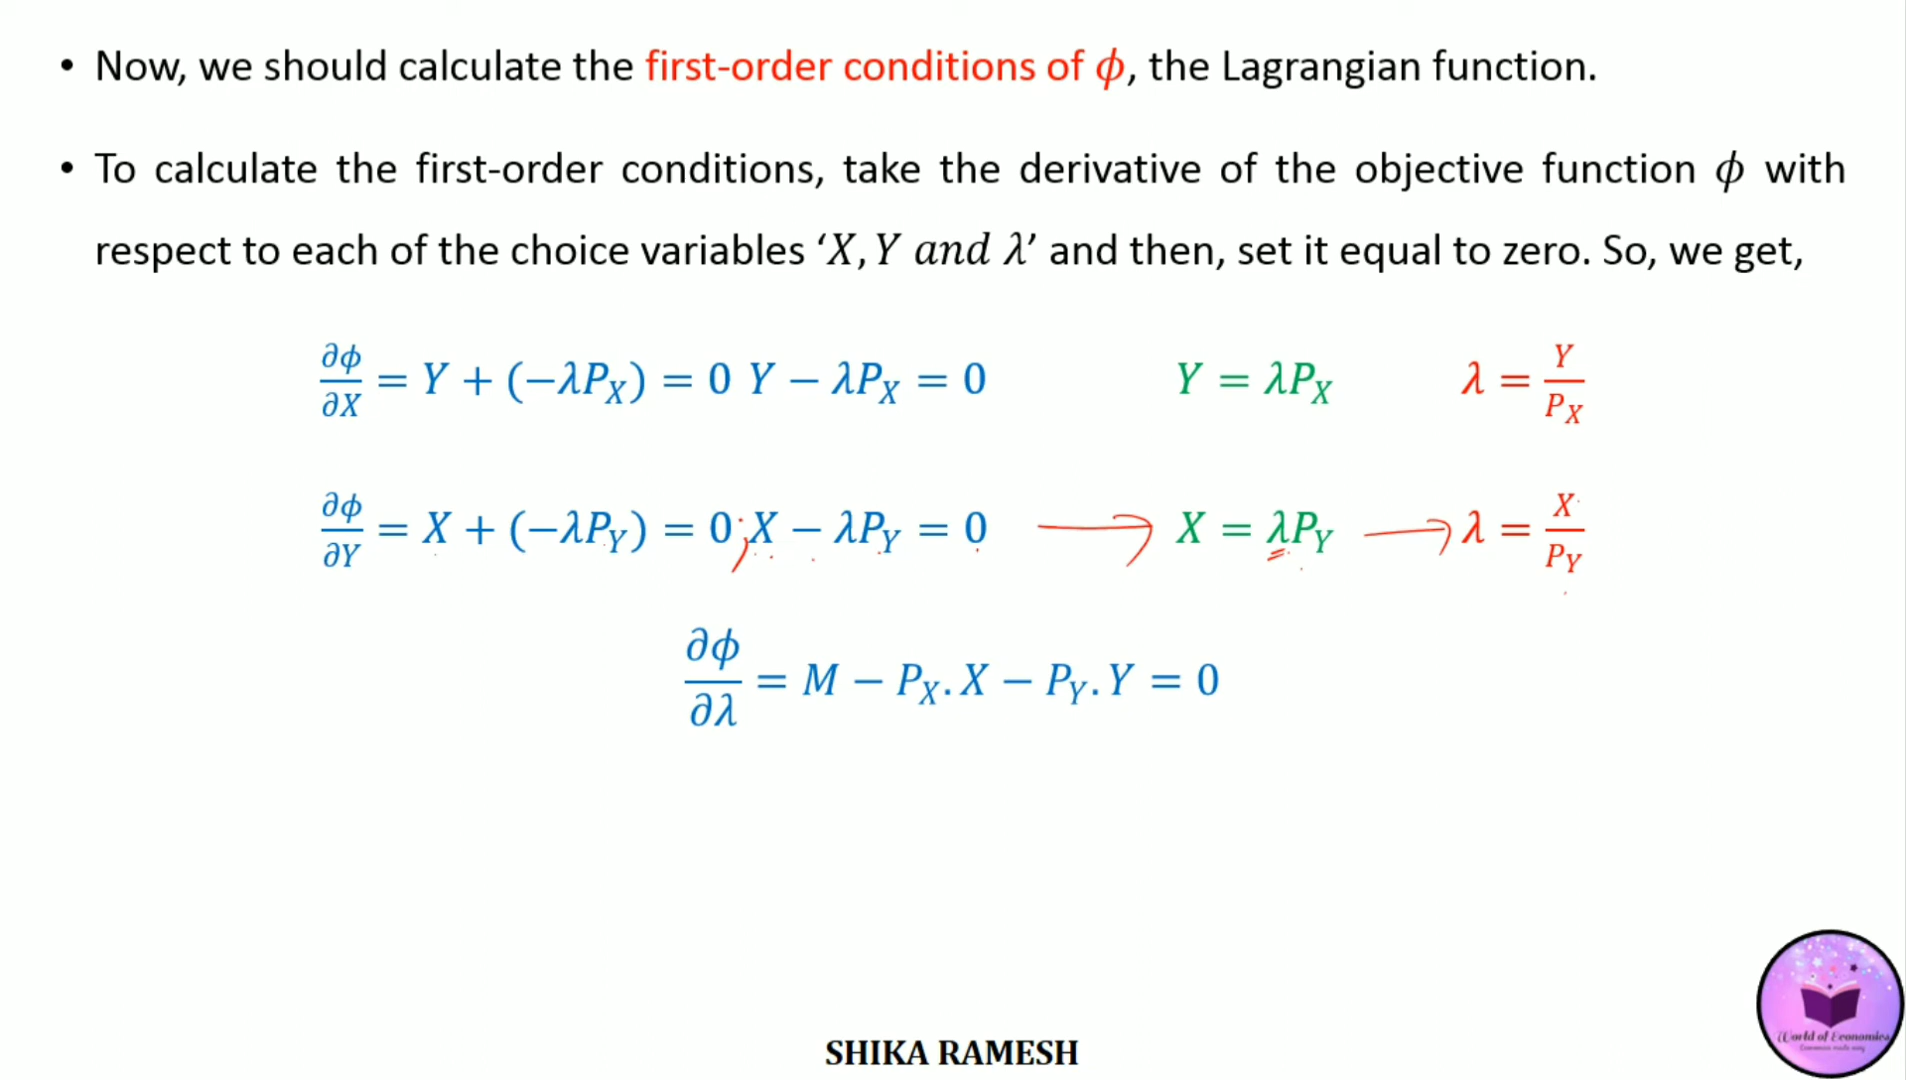 • Now, we should calculate the first-order conditions of ϕ, the Lagrangian function.
• To calculate the first-order conditions, take the derivative of the objective function ϕ with
respect to each of the choice variables ‘X, Y and λ’ and then, set it equal to zero. So, we get,
∂ϕ/∂X = Y + (−λP_X) = 0 Y − λP_X = 0 Y = λP_X λ = Y/P_X
∂ϕ/∂Y = X + (−λP_Y) = 0; X − λP_Y = 0 → X = λP_Y → λ = X/P_Y
∂ϕ/∂λ = M − P_X. X − P_Y. Y = 0
World of Economics
SHIKA RAMESH